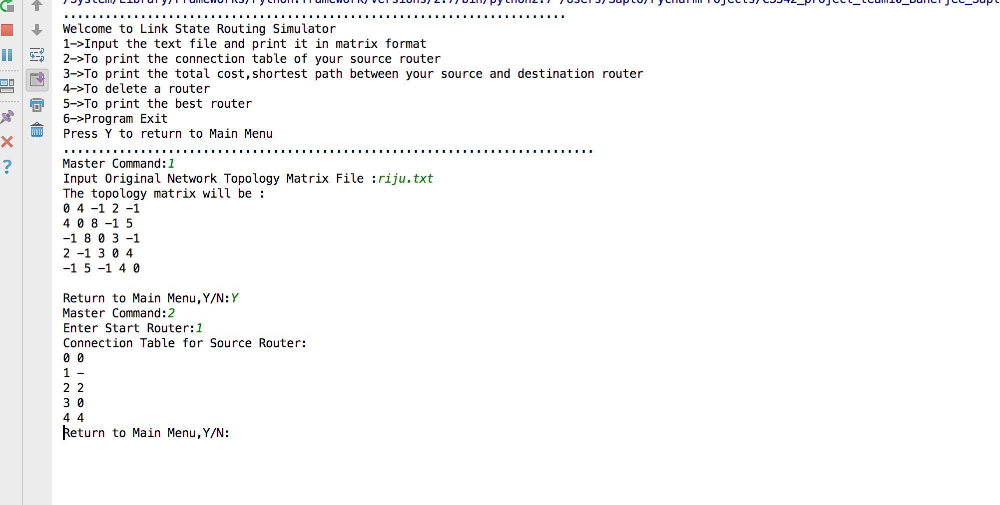 /System/Library/Frameworks/Python.framework/Versions/2.7/bin/python2.7 /Users/Sapto/PycharmProjects/CS542_project_team10_Banerjee_Sapt
........................................................................
Welcome to Link State Routing Simulator
1->Input the text file and print it in matrix format
2->To print the connection table of your source router
3->To print the total cost,shortest path between your source and destination router
4->To delete a router
5->To print the best router
6->Program Exit
Press Y to return to Main Menu
............................................................................
Master Command:1
Input Original Network Topology Matrix File :riju.txt
The topology matrix will be :
0 4 -1 2 -1
4 0 8 -1 5
-1 8 0 3 -1
2 -1 3 0 4
-1 5 -1 4 0
Return to Main Menu,Y/N:Y
Master Command:2
Enter Start Router:1
Connection Table for Source Router:
0 0
1 -
2 2
3 0
4 4
Return to Main Menu,Y/N: